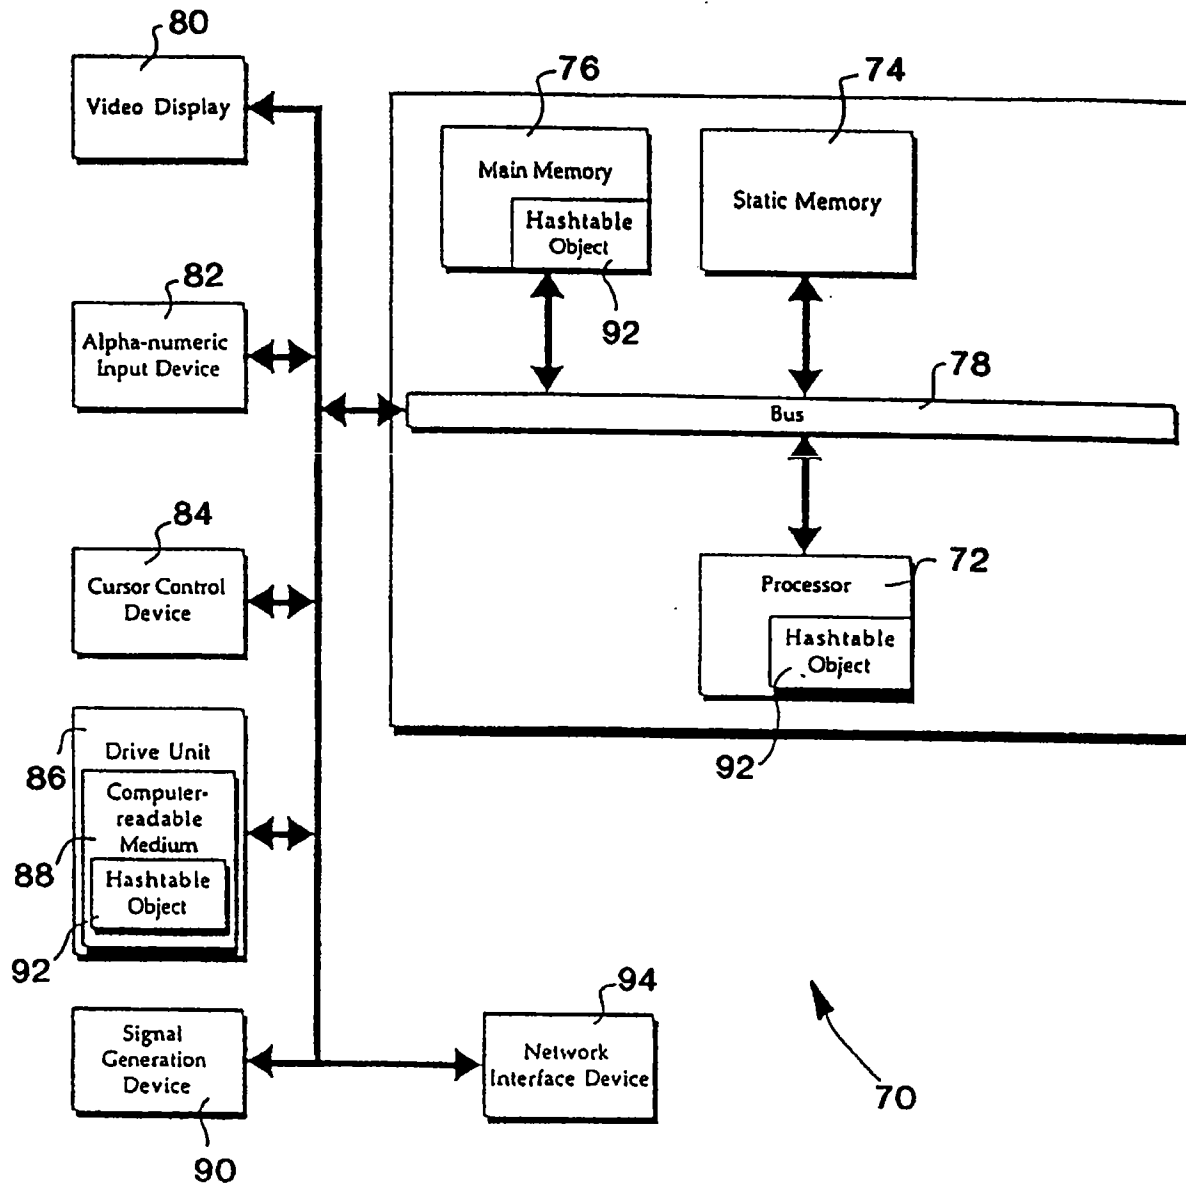 80
Video Display
76
74
Main Memory
Hashtable
Object
92
Static Memory
82
Alpha-numeric
Input Device
78
Bus
84
Cursor Control
Device
72
Processor
Hashtable
Object
92
86
Drive Unit
Computer-
readable
Medium
88
Hashtable
Object
92
Signal
Generation
Device
90
94
Network
Interface Device
70